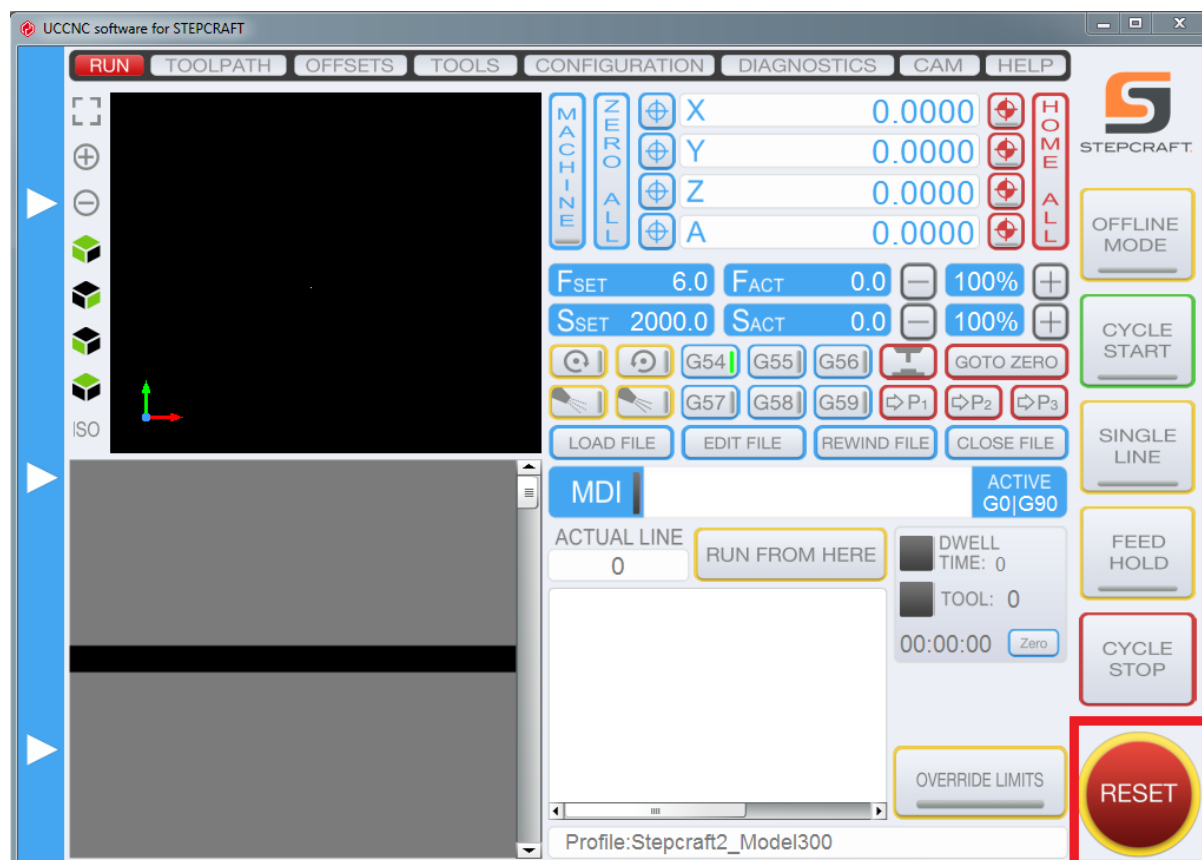 UCCNC software for STEPCRAFT
RUN TOOLPATH OFFSETS TOOLS CONFIGURATION DIAGNOSTICS CAM HELP
MACHINE
ZERO ALL
X 0.0000
Y 0.0000
Z 0.0000
A 0.0000
HOME ALL
STEPCRAFT
ISO
FSET 6.0 FACT 0.0 100%
SSET 2000.0 SACT 0.0 100%
G54 G55 G56 GOTO ZERO
G57 G58 G59 P1 P2 P3
LOAD FILE EDIT FILE REWIND FILE CLOSE FILE
MDI
ACTIVE
G0|G90
ACTUAL LINE
0
RUN FROM HERE
DWELL
TIME: 0
TOOL: 0
00:00:00 Zero
OVERRIDE LIMITS
Profile:Stepcraft2_Model300
OFFLINE
MODE
CYCLE
START
SINGLE
LINE
FEED
HOLD
CYCLE
STOP
RESET